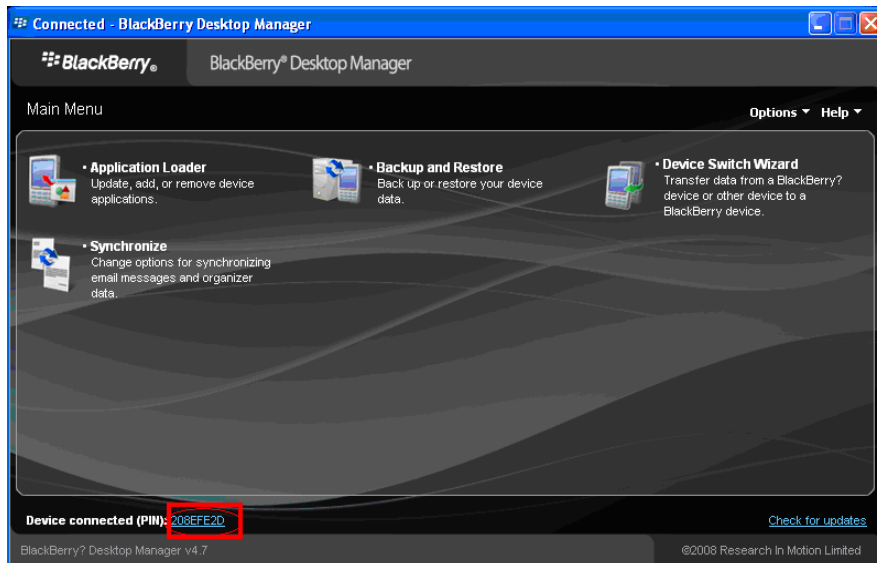 Connected - BlackBerry Desktop Manager
BlackBerry®
BlackBerry® Desktop Manager
Main Menu
Options
Help
Application Loader
Update, add, or remove device
applications.
Backup and Restore
Back up or restore your device
data.
Device Switch Wizard
Transfer data from a BlackBerry?
device or other device to a
BlackBerry device.
Synchronize
Change options for synchronizing
email messages and organizer
data.
Device connected (PIN): 208EFE2D
Check for updates
BlackBerry? Desktop Manager v4.7
©2008 Research In Motion Limited